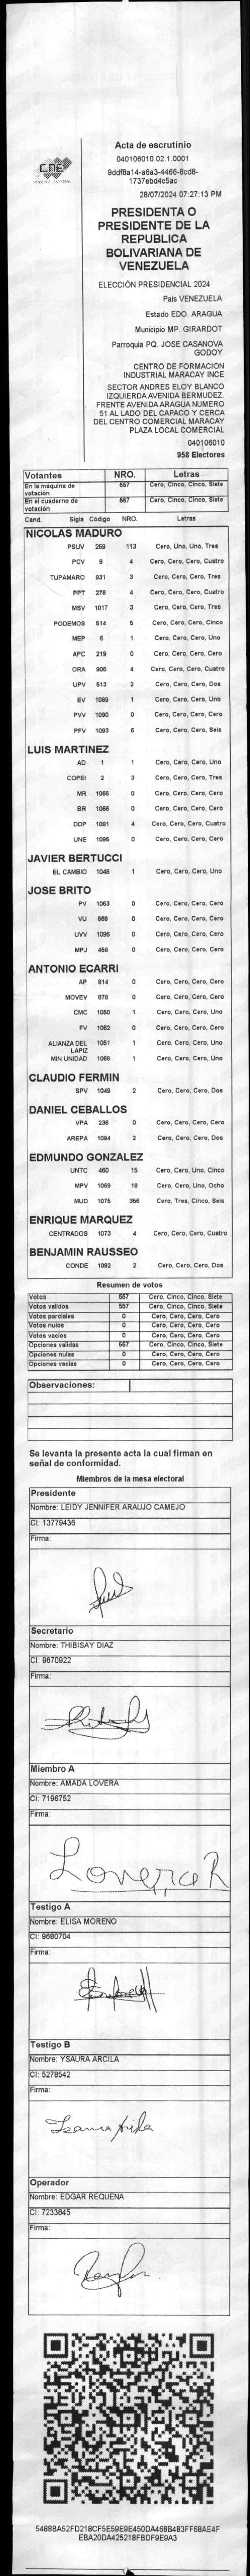 CNE
Acta de escrutinio
040106010.02.1.0001
9ddf8a14-a6a3-4466-8cd8-
1737ebd4c5ac
28/07/2024 07:27:13 PM
PRESIDENTA O
PRESIDENTE DE LA
REPUBLICA
BOLIVARIANA DE
VENEZUELA
ELECCIÓN PRESIDENCIAL 2024
Pais VENEZUELA
Estado EDO. ARAGUA
Municipio MP. GIRARDOT
Parroquia PQ. JOSE CASANOVA
GODOY
CENTRO DE FORMACION
INDUSTRIAL MARACAY INCE
SECTOR ANDRES ELOY BLANCO
IZQUIERDA AVENIDA BERMUDEZ.
FRENTE AVENIDA ARAGUA NUMERO
51 AL LADO DEL CAPACO Y CERCA
DEL CENTRO COMERCIAL MARACAY
PLAZA LOCAL COMERCIAL
040106010
958 Electores
Votantes NRO. Letras
En la máquina de votación 557 Cero, Cinco, Cinco, Siete
En el cuaderno de votación 557 Cero, Cinco, Cinco, Siete
Cand. Sigla Código NRO. Letras
NICOLAS MADURO
PSUV 269 113 Cero, Uno, Uno, Tres
PCV 9 4 Cero, Cero, Cero, Cuatro
TUPAMARO 931 3 Cero, Cero, Cero, Tres
PPT 276 4 Cero, Cero, Cero, Cuatro
MSV 1017 3 Cero, Cero, Cero, Tres
PODEMOS 514 5 Cero, Cero, Cero, Cinco
MEP 6 1 Cero, Cero, Cero, Uno
APC 219 0 Cero, Cero, Cero, Cero
ORA 906 4 Cero, Cero, Cero, Cuatro
UPV 613 2 Cero, Cero, Cero, Dos
EV 1089 1 Cero, Cero, Cero, Uno
PVV 1090 0 Cero, Cero, Cero, Cero
PFV 1093 6 Cero, Cero, Cero, Seis
LUIS MARTINEZ
AD 1 1 Cero, Cero, Cero, Uno
COPEI 2 3 Cero, Cero, Cero, Tres
MR 1065 0 Cero, Cero, Cero, Cero
BR 1066 0 Cero, Cero, Cero, Cero
DDP 1091 4 Cero, Cero, Cero, Cuatro
UNE 1096 0 Cero, Cero, Cero, Cero
JAVIER BERTUCCI
EL CAMBIO 1048 1 Cero, Cero, Cero, Uno
JOSE BRITO
PV 1063 0 Cero, Cero, Cero, Cero
VU 868 0 Cero, Cero, Cero, Cero
UVV 1095 0 Cero, Cero, Cero, Cero
MPJ 458 0 Cero, Cero, Cero, Cero
ANTONIO ECARRI
AP 814 0 Cero, Cero, Cero, Cero
MOVEV 678 0 Cero, Cero, Cero, Cero
CMC 1050 1 Cero, Cero, Cero, Uno
FV 1062 0 Cero, Cero, Cero, Cero
ALIANZA DEL LAPIZ 1051 1 Cero, Cero, Cero, Uno
MIN UNIDAD 1068 1 Cero, Cero, Cero, Uno
CLAUDIO FERMIN
SPV 1049 2 Cero, Cero, Cero, Dos
DANIEL CEBALLOS
VPA 236 0 Cero, Cero, Cero, Cero
AREPA 1094 2 Cero, Cero, Cero, Dos
EDMUNDO GONZALEZ
UNTC 460 15 Cero, Cero, Uno, Cinco
MPV 1069 18 Cero, Cero, Uno, Ocho
MUD 1075 356 Cero, Tres, Cinco, Seis
ENRIQUE MARQUEZ
CENTRADOS 1073 4 Cero, Cero, Cero, Cuatro
BENJAMIN RAUSSEO
CONDE 1092 2 Cero, Cero, Cero, Dos
Resumen de votos
Votos 557 Cero, Cinco, Cinco, Siete
Votos validos 557 Cero, Cinco, Cinco, Siete
Votos parciales 0 Cero, Cero, Cero, Cero
Votos nulos 0 Cero, Cero, Cero, Cero
Votos vacios 0 Cero, Cero, Cero, Cero
Opciones validas 557 Cero, Cinco, Cinco, Siete
Opciones nulas 0 Cero, Cero, Cero, Cero
Opciones vacias 0 Cero, Cero, Cero, Cero
Observaciones:
Se levanta la presente acta la cual firman en
señal de conformidad.
Miembros de la mesa electoral
Presidente
Nombre: LEIDY JENNIFER ARAUJO CAMEJO
CI: 13779436
Firma:
Secretario
Nombre: THIBISAY DIAZ
CI: 9670922
Firma:
Miembro A
Nombre: AMADA LOVERA
CI: 7196752
Firma:
Lovera R
Testigo A
Nombre: ELISA MORENO
CI: 9680704
Firma:
Testigo B
Nombre: YSAURA ARCILA
CI: 5278542
Firma:
Operador
Nombre: EDGAR REQUENA
CI: 7233845
Firma:
5488BA52FD218CF5E59E9E450DA468B483FF68AE4F
EBA20DA425218FBDF9E9A3